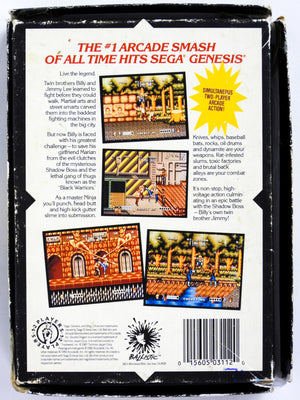 THE #1 ARCADE SMASH
OF ALL TIME HITS SEGA® GENESIS®
Live the legend.
Twin brothers Billy and
Jimmy Lee learned to
fight before they could
walk. Martial arts and
street smarts carved
them into the baddest
fighting machines in
the big city.
But now Billy is faced
with his greatest
challenge – to save his
girlfriend Marian
from the evil clutches
of the mysterious
Shadow Boss and the
lethal gang of thugs
known as the
Black Warriors.
As a master Ninja
you'll punch, head butt
and high-kick gutter
slime into submission.
SIMULTANEOUS
TWO-PLAYER
ARCADE
ACTION!
Knives, whips, baseball
bats, rocks, oil drums
and dynamite are your
weapons. Rat-infested
slums, toxic factories
and brutal back
alleys are your combat
zones.
It's non-stop, high-
voltage action culmin-
ating in an epic battle
with the Shadow Boss
– Billy's own twin
brother Jimmy!
BALLISTIC
0 15605 03112 0